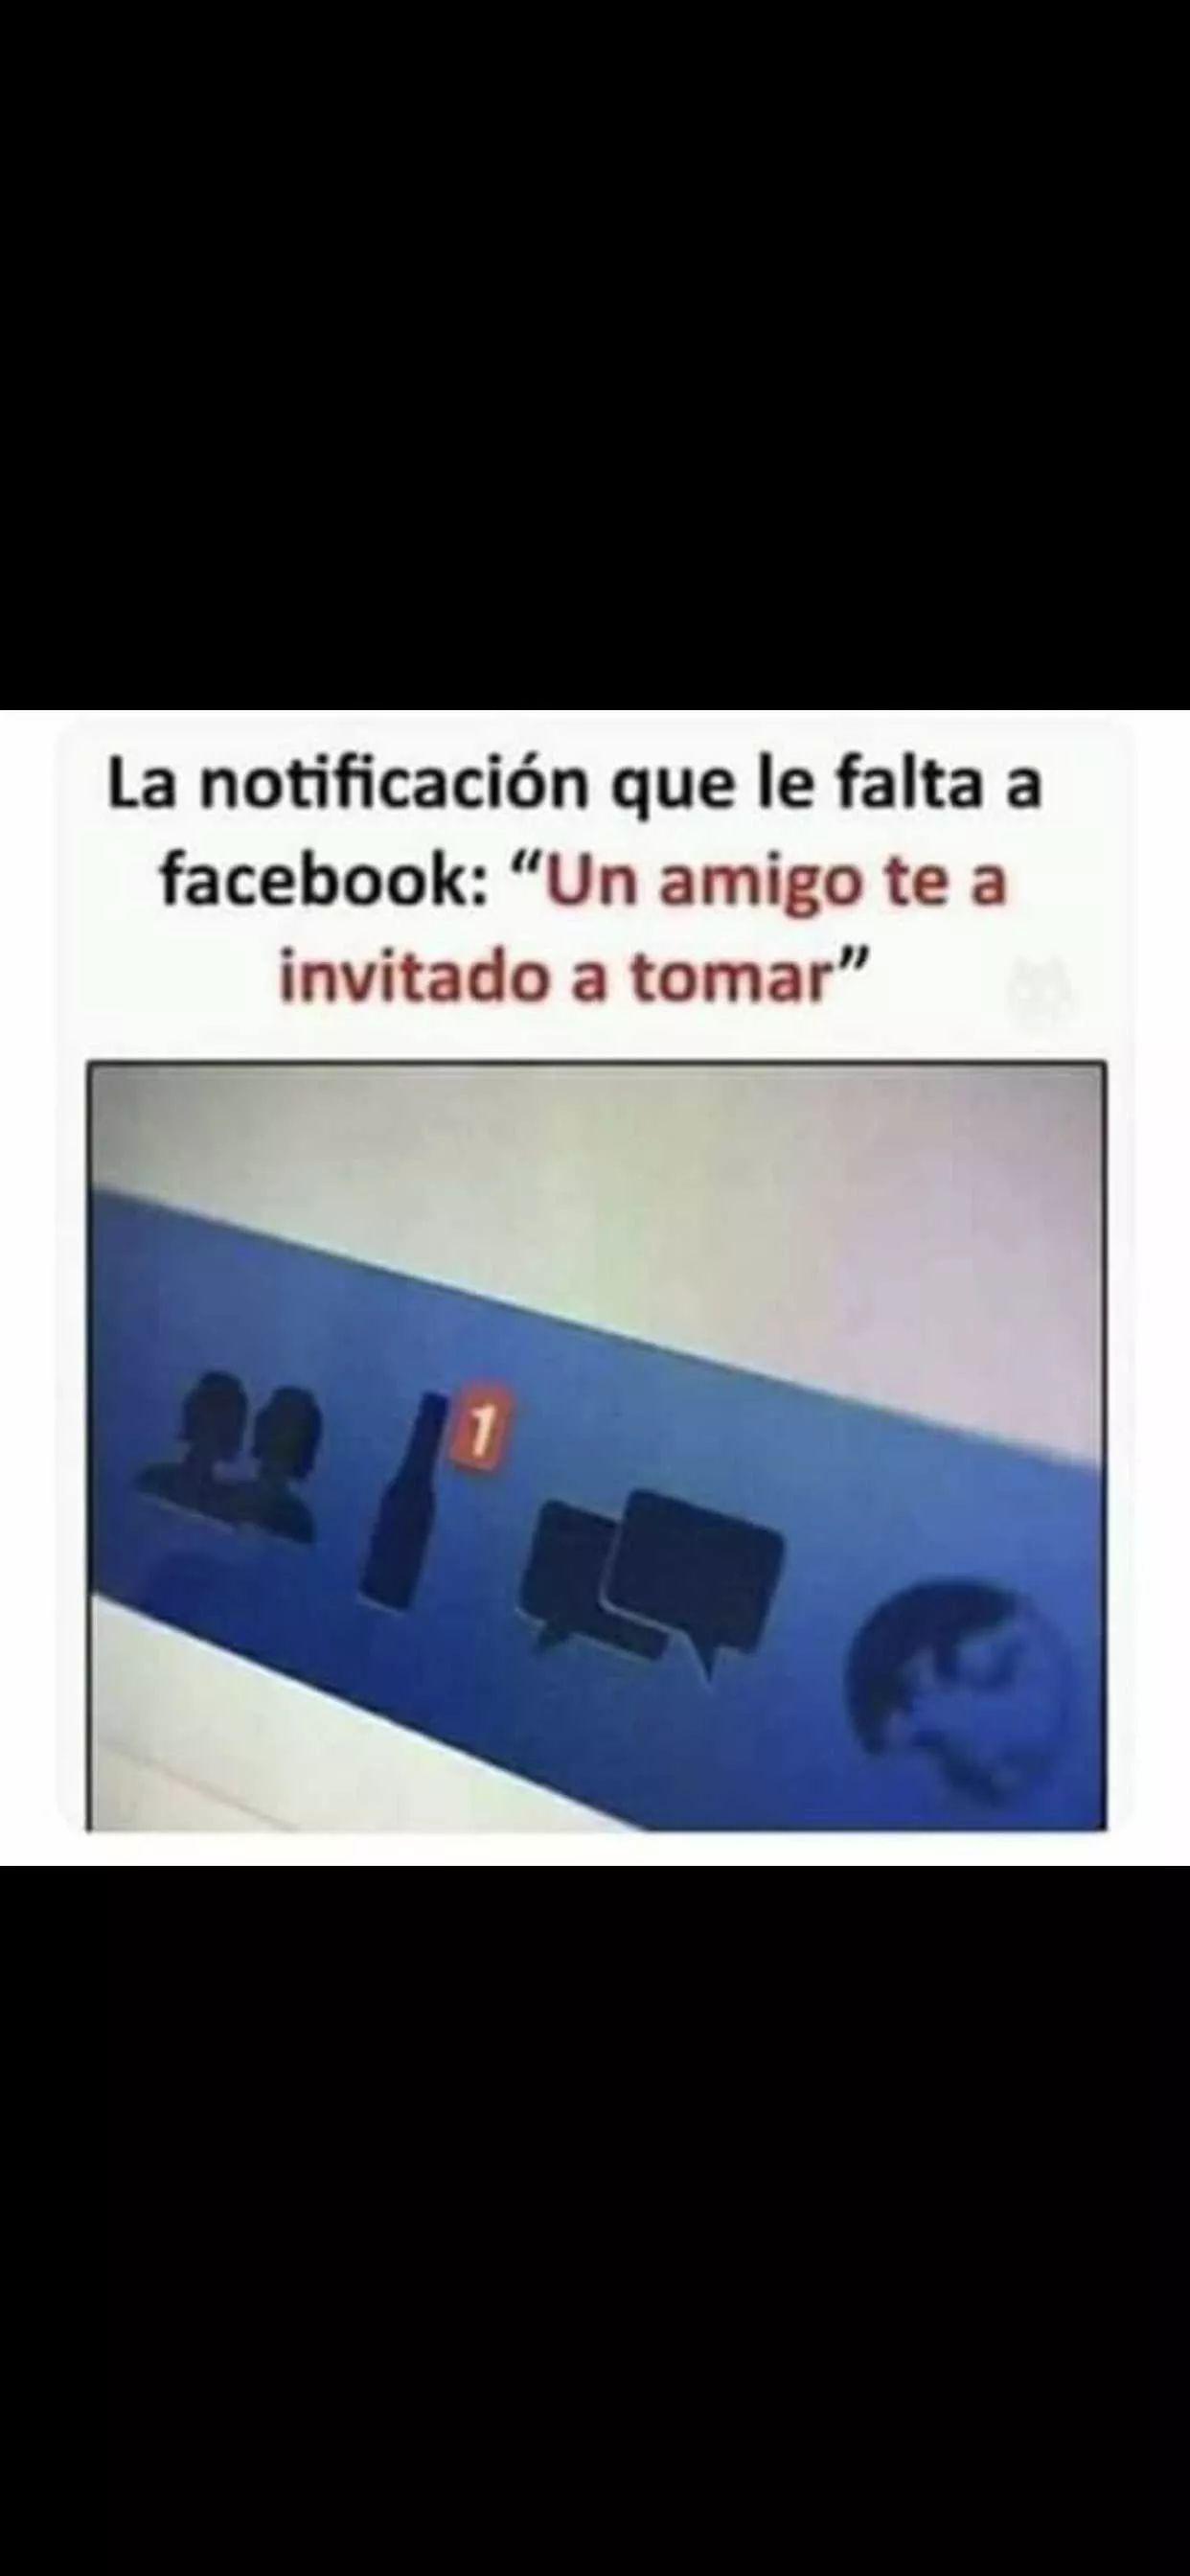 La notificación que le falta a
facebook: “Un amigo te a
invitado a tomar”
1